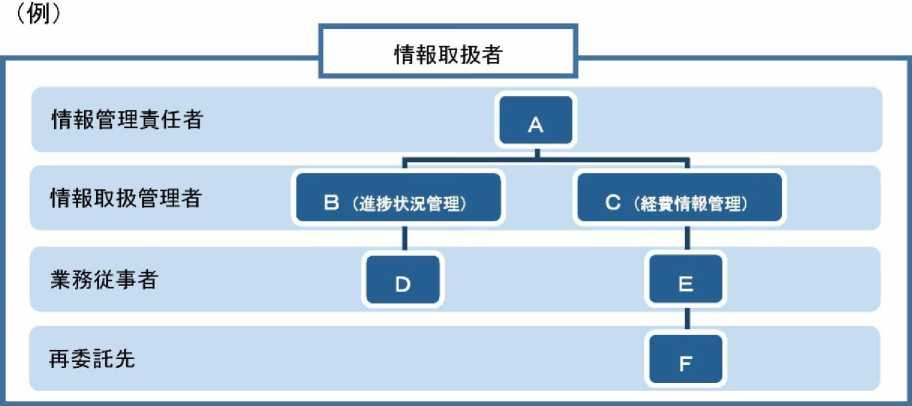 （例）
情報取扱者
情報管理責任者
A
情報取扱管理者
B（進捗状況管理）
C（経費情報管理）
業務従事者
D
E
再委託先
F